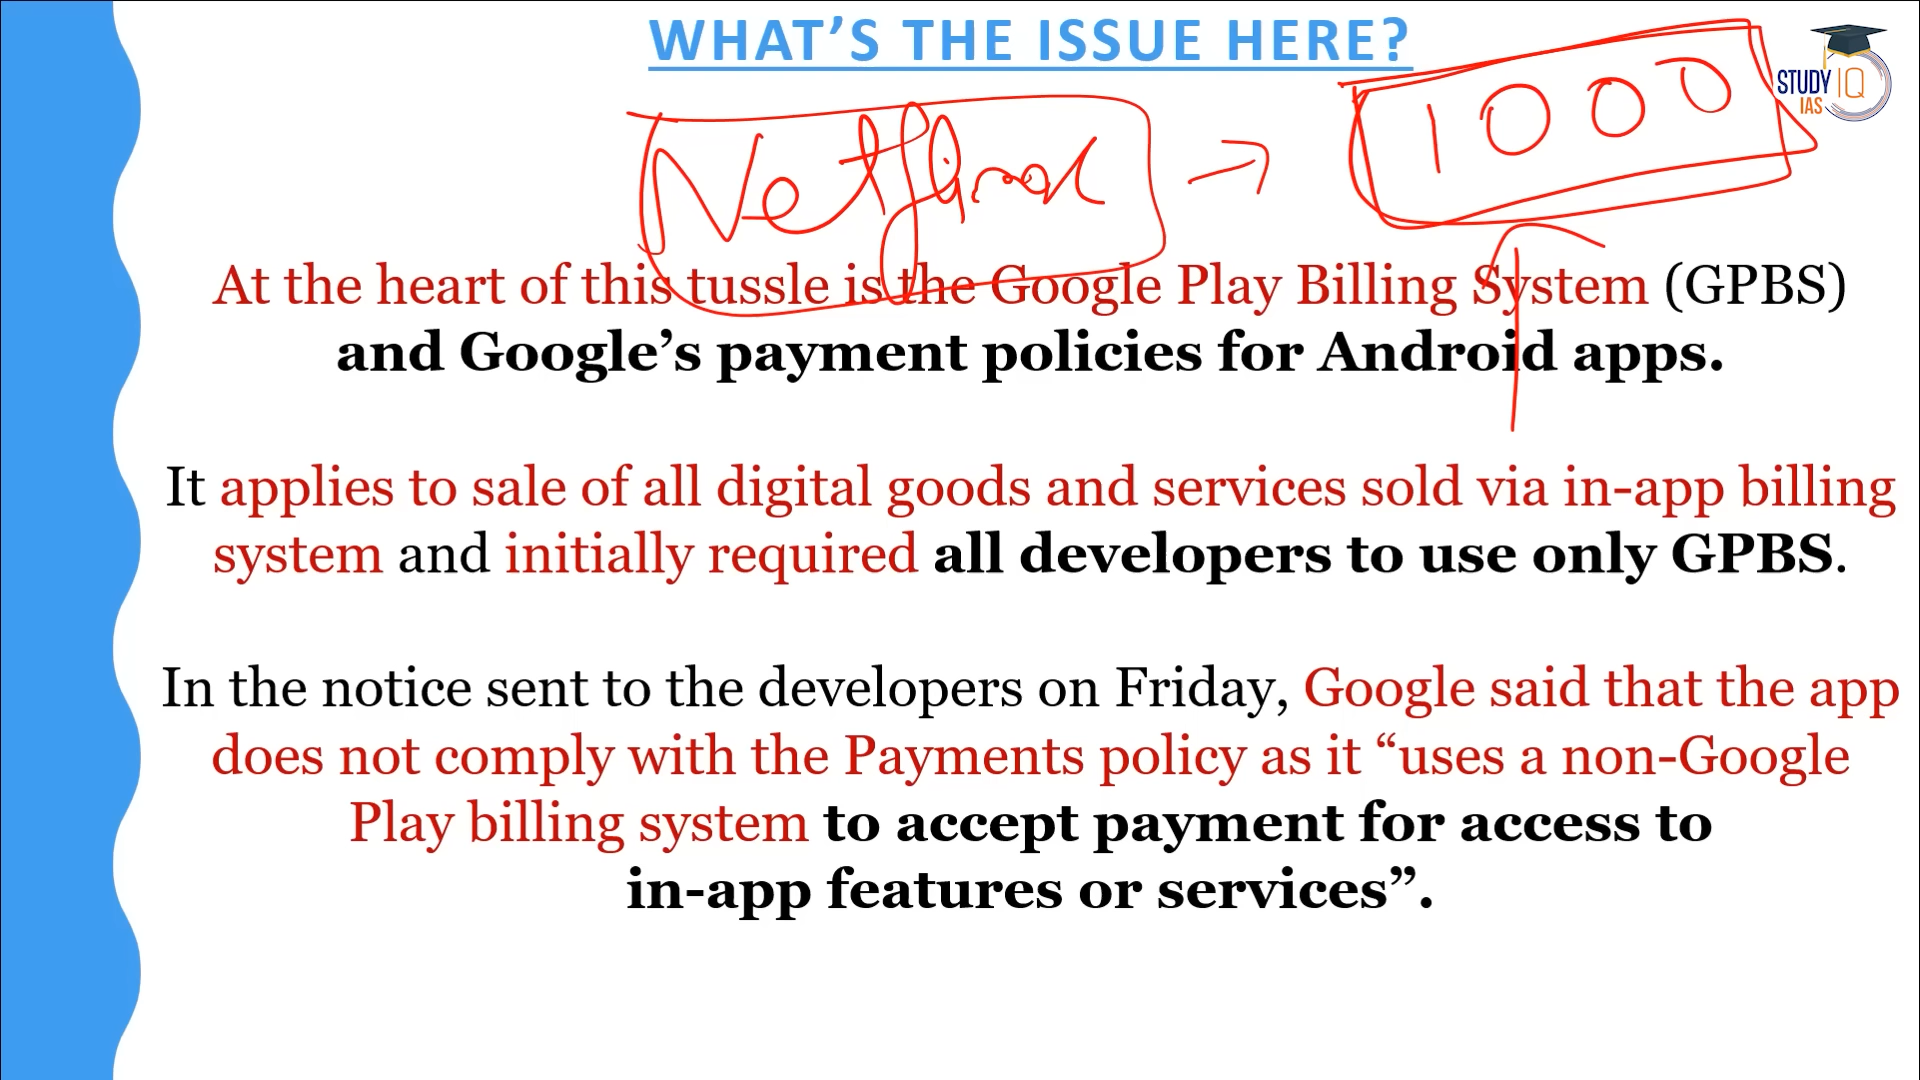 WHAT’S THE ISSUE HERE?
STUDY IQ
IAS
→ 1000
At the heart of this tussle is the Google Play Billing System (GPBS)
and Google’s payment policies for Android apps.
It applies to sale of all digital goods and services sold via in-app billing
system and initially required all developers to use only GPBS.
In the notice sent to the developers on Friday, Google said that the app
does not comply with the Payments policy as it “uses a non-Google
Play billing system to accept payment for access to
in-app features or services”.